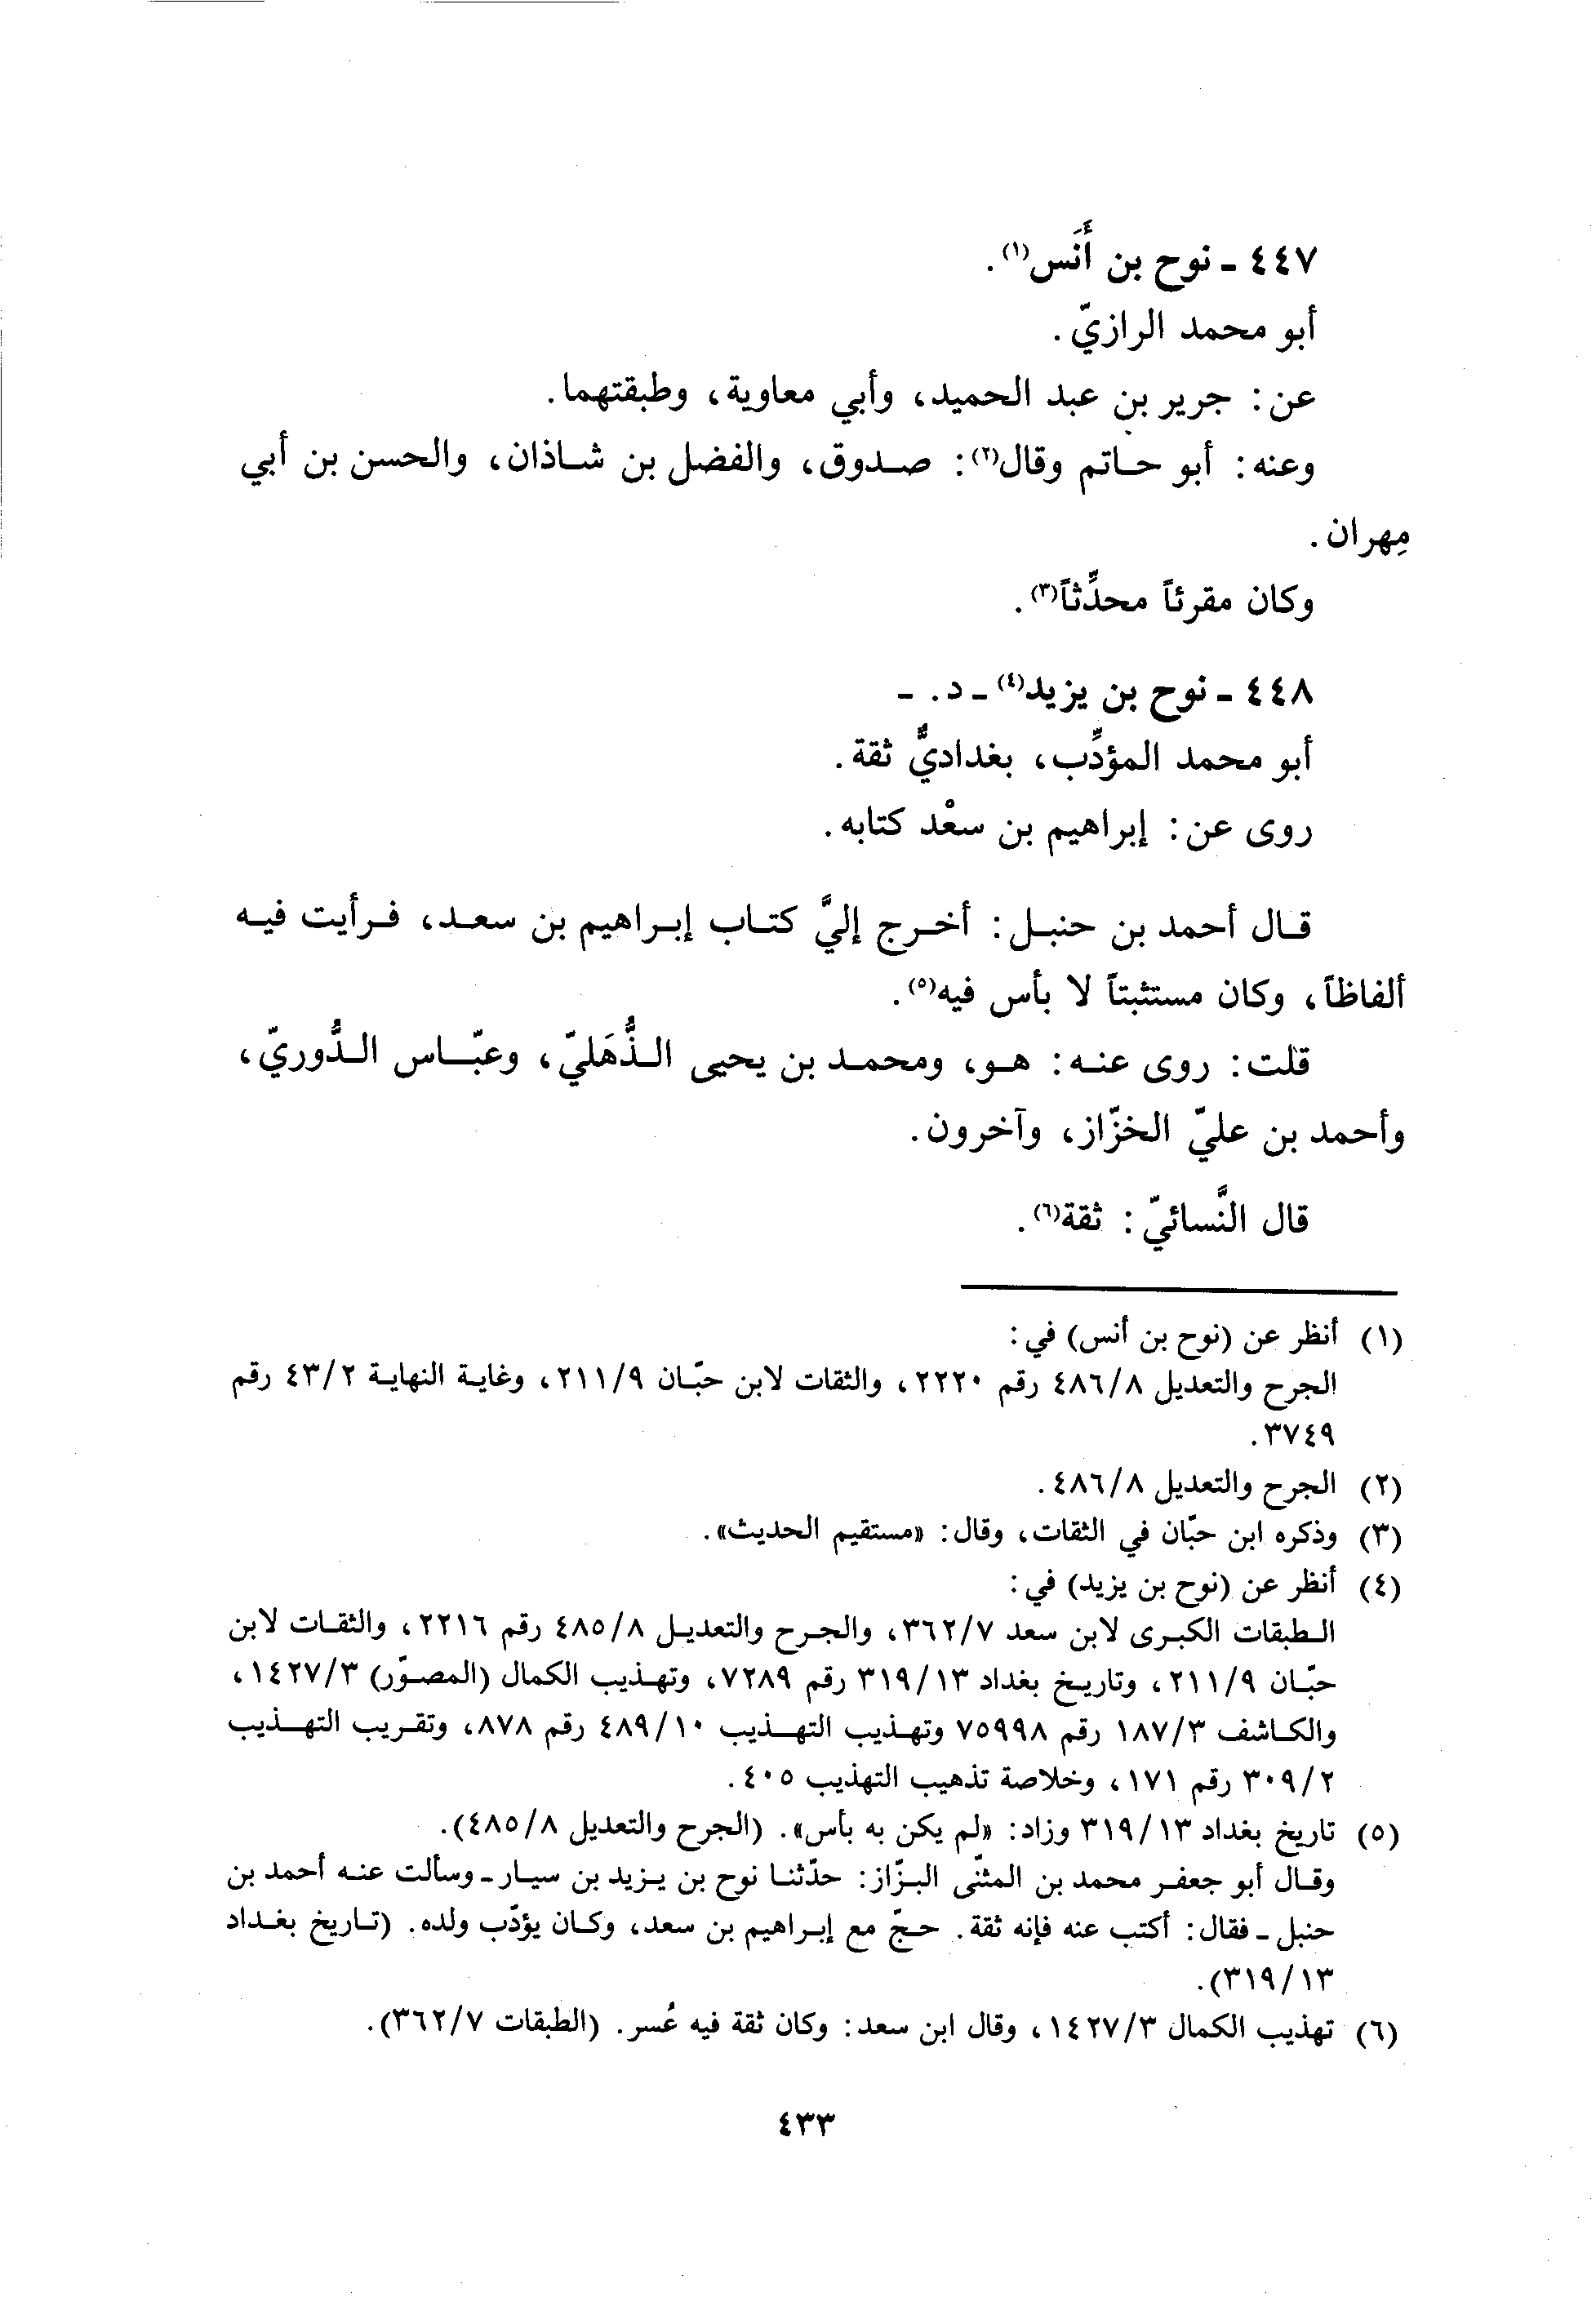 ٤٤٧ - نوح بن أَنَس(١).
أبو محمد الرازيّ.
عن: جرير بن عبد الحميد، وأبي معاوية، وطبقتهما.
وعنه: أبو حاتم وقال(٢): صدوق، والفضل بن شاذان، والحسن بن أبي
مِهران.
وكان مقرئاً محدِّثاً(٣).
٤٤٨ - نوح بن يزيد(٤) - د. -
أبو محمد المؤدِّب، بغداديٌّ ثقة.
روى عن: إبراهيم بن سعْد كتابه.
قال أحمد بن حنبل: أخرج إليَّ كتاب إبراهيم بن سعد، فرأيت فيه
ألفاظاً، وكان مستثبتاً لا بأس فيه(٥).
قلت: روى عنه: هو، ومحمد بن يحيى الذُّهَليّ، وعبّاس الدُّوريّ،
وأحمد بن عليّ الخزّاز، وآخرون.
قال النَّسائيّ: ثقة(٦).
(١) أنظر عن (نوح بن أنس) في:
الجرح والتعديل ٤٨٦/٨ رقم ٢٢٢٠، والثقات لابن حبّان ٢١١/٩، وغاية النهاية ٤٣/٢ رقم
٣٧٤٩.
(٢) الجرح والتعديل ٤٨٦/٨.
(٣) وذكره ابن حبّان في الثقات، وقال: «مستقيم الحديث».
(٤) أنظر عن (نوح بن يزيد) في:
الطبقات الكبرى لابن سعد ٣٦٢/٧، والجرح والتعديل ٤٨٥/٨ رقم ٢٢١٦، والثقات لابن
حبّان ٢١١/٩، وتاريخ بغداد ٣١٩/١٣ رقم ٧٢٨٩، وتهذيب الكمال (المصوّر) ١٤٢٧/٣،
والكاشف ١٨٧/٣ رقم ٧٥٩٩٨ وتهذيب التهذيب ٤٨٩/١٠ رقم ٨٧٨، وتقريب التهذيب
٣٠٩/٢ رقم ١٧١، وخلاصة تذهيب التهذيب ٤٠٥.
(٥) تاريخ بغداد ٣١٩/١٣ وزاد: «لم يكن به بأس». (الجرح والتعديل ٤٨٥/٨).
وقال أبو جعفر محمد بن المثنّى البزّاز: حدّثنا نوح بن يزيد بن سيار - وسألت عنه أحمد بن
حنبل - فقال: أكتب عنه فإنه ثقة. حجّ مع إبراهيم بن سعد، وكان يؤدّب ولده. (تاريخ بغداد
٣١٩/١٣).
(٦) تهذيب الكمال ١٤٢٧/٣، وقال ابن سعد: وكان ثقة فيه عُسر. (الطبقات ٣٦٢/٧).
٤٣٣